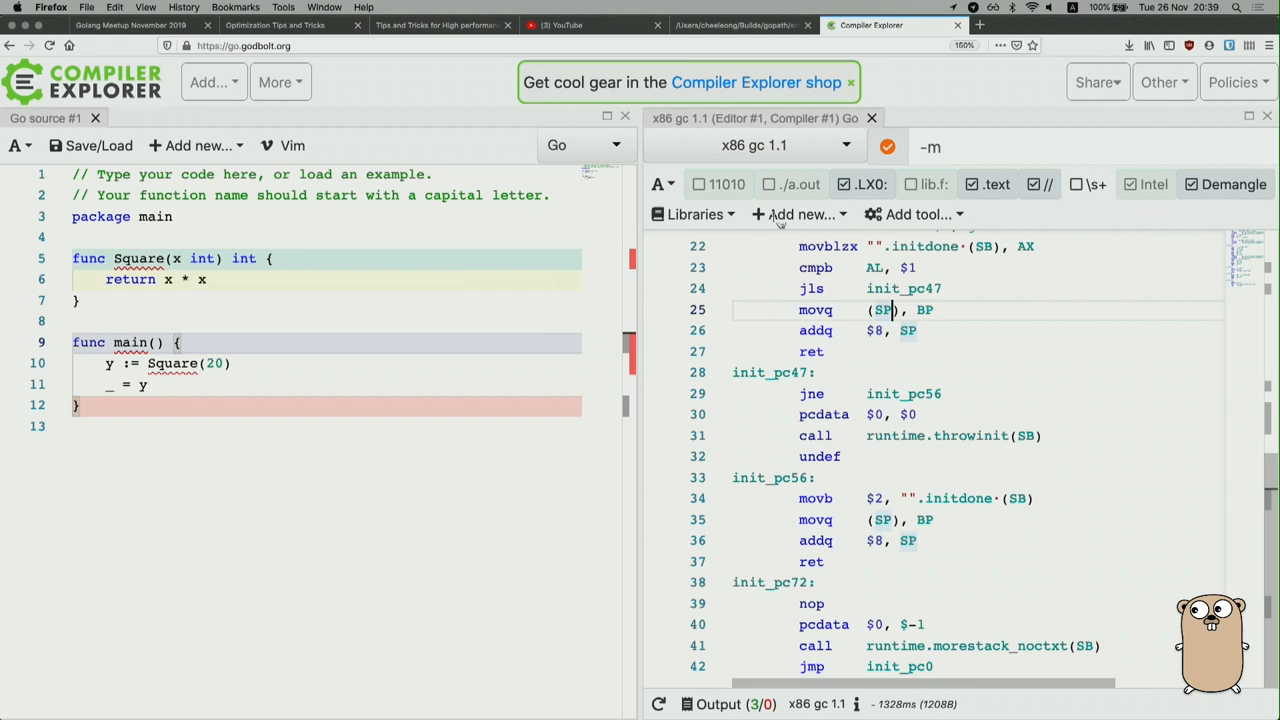 Firefox File Edit View History Bookmarks Tools Window Help
A 100% Tue 26 Nov 20:39
Golang Meetup November 2019
Optimization Tips and Tricks
Tips and Tricks for High performan
(3) YouTube
/Users/cheeleong/Builds/gopath/sr
Compiler Explorer
https://go.godbolt.org
150%
COMPILER
EXPLORER
Add...
More
Get cool gear in the Compiler Explorer shop ×
Share
Other
Policies
Go source #1
A Save/Load + Add new... Vim
Go
1 // Type your code here, or load an example.
2 // Your function name should start with a capital letter.
3 package main
4
5 func Square(x int) int {
6 return x * x
7 }
8
9 func main() {
10 y := Square(20)
11 _ = y
12 }
13
x86 gc 1.1 (Editor #1, Compiler #1) Go
x86 gc 1.1
-m
A 11010 ./a.out .LX0: lib.f: .text // \s+ Intel Demangle
Libraries + Add new... Add tool...
22 movblzx "".initdone·(SB), AX
23 cmpb AL, $1
24 jls init_pc47
25 movq (SP), BP
26 addq $8, SP
27 ret
28 init_pc47:
29 jne init_pc56
30 pcdata $0, $0
31 call runtime.throwinit(SB)
32 undef
33 init_pc56:
34 movb $2, "".initdone·(SB)
35 movq (SP), BP
36 addq $8, SP
37 ret
38 init_pc72:
39 nop
40 pcdata $0, $-1
41 call runtime.morestack_noctxt(SB)
42 jmp init_pc0
Output (3/0) x86 gc 1.1 i - 1328ms (1208B)